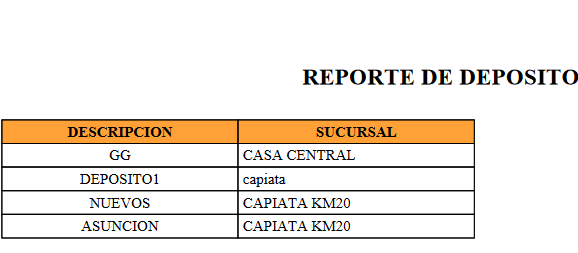 REPORTE DE DEPOSITO
DESCRIPCION SUCURSAL
GG CASA CENTRAL
DEPOSITO1 capiata
NUEVOS CAPIATA KM20
ASUNCION CAPIATA KM20